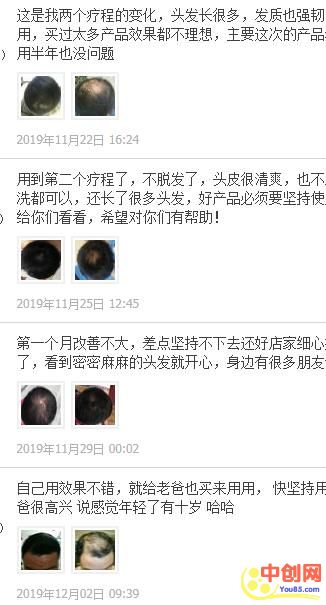 这是我两个疗程的变化，头发长很多，发质也强韧
用，买过太多产品效果都不理想，主要这次的产品
用半年也没问题
2019年11月22日 16:24
用到第二个疗程了，不脱发了，头皮很清爽，也不
洗都可以，还长了很多头发，好产品必须要坚持使
给你们看看，希望对你们有帮助！
2019年11月25日 12:45
第一个月改善不大，差点坚持不下去还好店家细心
了，看到密密麻麻的头发就开心，身边有很多朋友
2019年11月29日 00:02
自己用效果不错，就给老爸也买来用用， 快坚持用
爸很高兴 说感觉年轻了有十岁 哈哈
2019年12月02日 09:39
中创网
You85.com